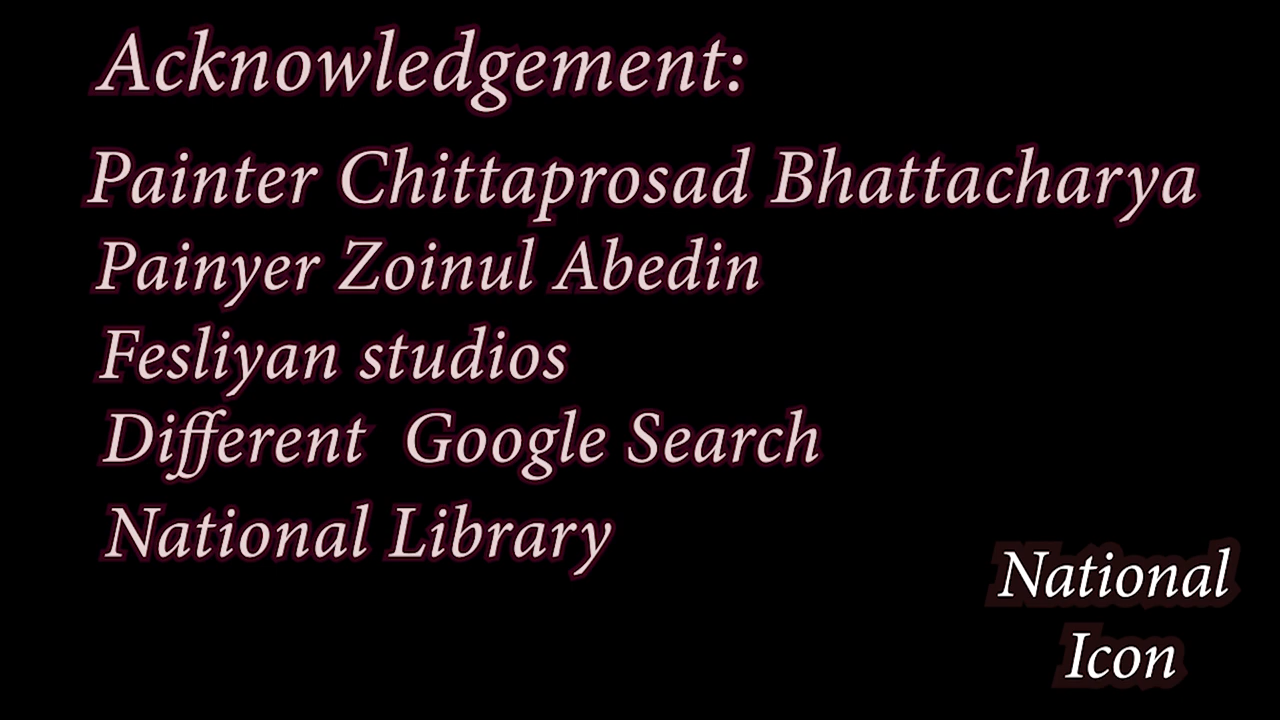 Acknowledgement:
Painter Chittaprosad Bhattacharya
Painyer Zoinul Abedin
Fesliyan studios
Different Google Search
National Library
National
Icon